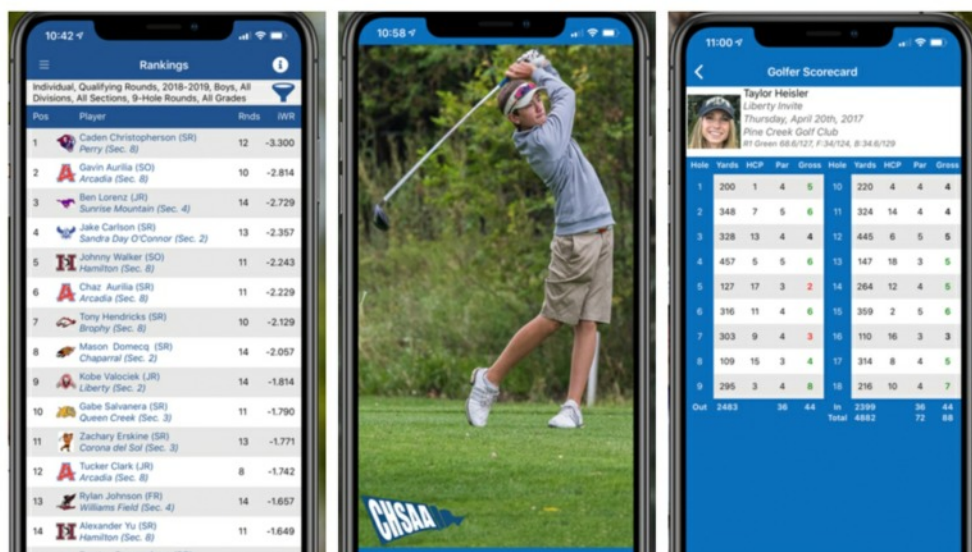 10:42
Rankings
Individual, Qualifying Rounds, 2018-2019, Boys, All
Divisions, All Sections, 9-Hole Rounds, All Grades
Pos Player Rnds IWR
1 Caden Christopherson (SR) 12 -3.300
Perry (Sec. 8)
2 Gavin Aurilia (SO) 10 -2.814
Arcadia (Sec. 8)
3 Ben Lorenz (JR) 14 -2.729
Sunrise Mountain (Sec. 4)
4 Jake Carlson (SR) 13 -2.357
Sandra Day O'Connor (Sec. 2)
5 Johnny Walker (SO) 11 -2.243
Hamilton (Sec. 8)
6 Chaz Aurilia (SR) 11 -2.229
Arcadia (Sec. 8)
7 Tony Hendricks (SR) 10 -2.129
Brophy (Sec. 8)
8 Mason Domecq (SR) 14 -2.057
Chaparral (Sec. 2)
9 Kobe Valociek (JR) 14 -1.814
Liberty (Sec. 2)
10 Gabe Salvanera (SR) 11 -1.790
Queen Creek (Sec. 3)
11 Zachary Erskine (SR) 13 -1.771
Corona del Sol (Sec. 3)
12 Tucker Clark (JR) 8 -1.742
Arcadia (Sec. 8)
13 Rylan Johnson (FR) 14 -1.657
Williams Field (Sec. 4)
14 Alexander Yu (SR) 11 -1.649
Hamilton (Sec. 8)
10:58
CHSAA
11:00
Golfer Scorecard
Taylor Heisler
Liberty Invite
Thursday, April 20th, 2017
Pine Creek Golf Club
#1 Green 68.6/127, F:34/124, B:34.6/129
Hole Yards HCP Par Gross Hole Yards HCP Par Gross
1 200 1 4 5 10 220 4 4 4
2 348 7 5 6 11 324 14 4 4
3 328 13 4 4 12 445 6 5 5
4 457 5 5 6 13 147 18 3 5
5 127 17 3 2 14 264 12 4 5
6 316 11 4 6 15 359 2 5 6
7 303 9 4 3 16 110 16 3 3
8 109 15 3 4 17 314 8 4 5
9 295 3 4 8 18 216 10 4 7
Out 2483 36 44 In 2399 36 44
Total 4882 72 88